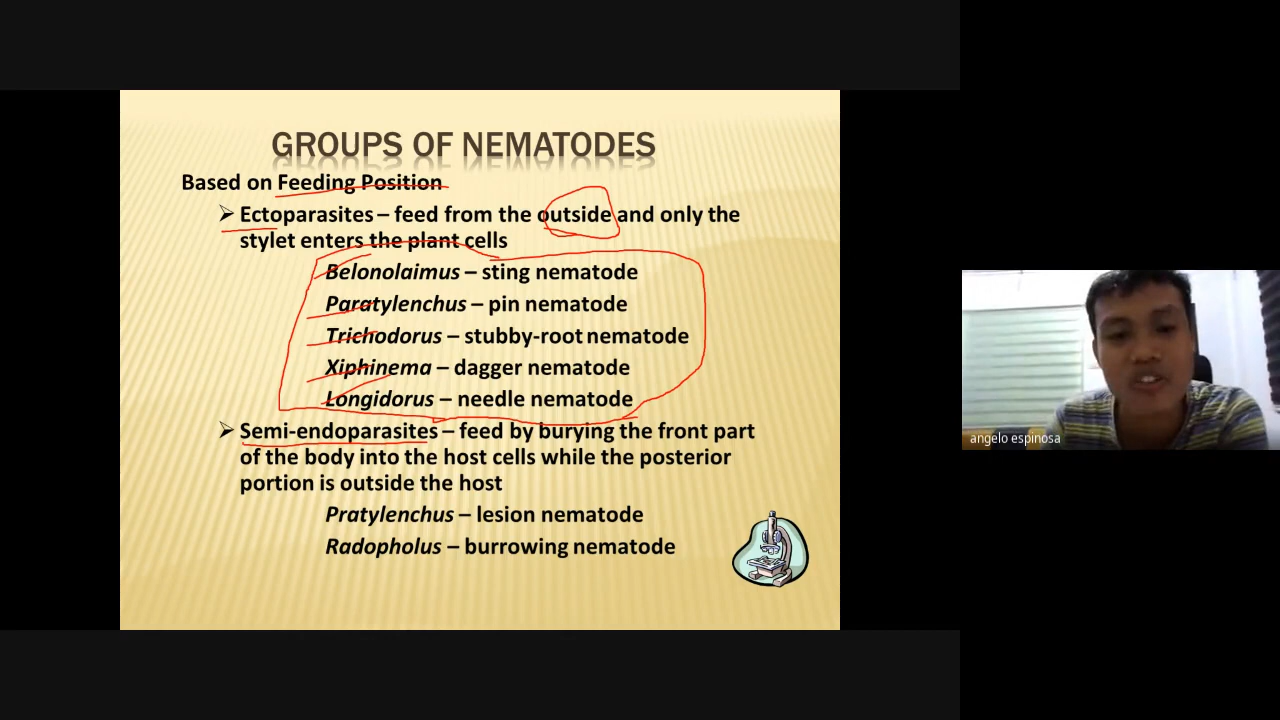 GROUPS OF NEMATODES
Based on Feeding Position
Ectoparasites – feed from the outside and only the
stylet enters the plant cells
Belonolaimus – sting nematode
Paratylenchus – pin nematode
Trichodorus – stubby-root nematode
Xiphinema – dagger nematode
Longidorus – needle nematode
Semi-endoparasites – feed by burying the front part
of the body into the host cells while the posterior
portion is outside the host
Pratylenchus – lesion nematode
Radopholus – burrowing nematode
angelo espinosa